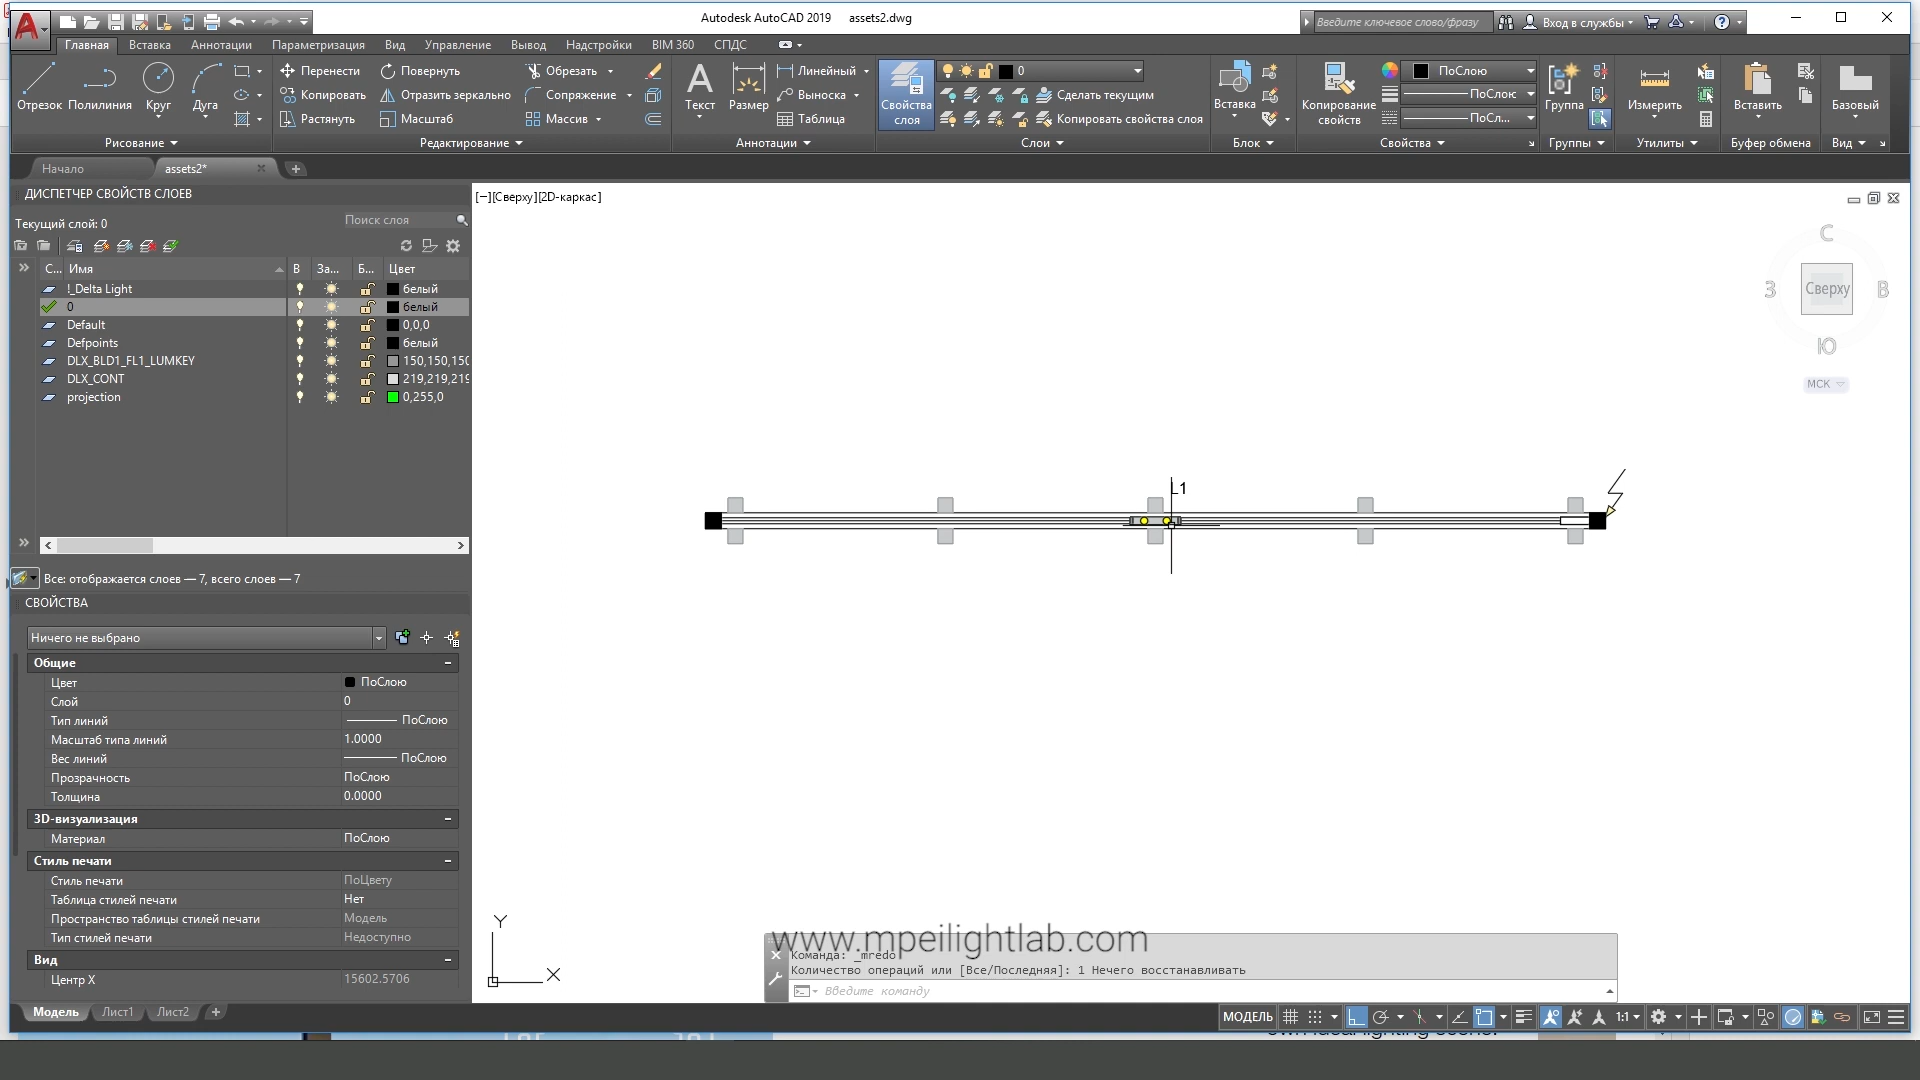 Autodesk AutoCAD 2019 assets2.dwg
Введите ключевое слово/фразу
Вход в службы
Главная Вставка Аннотации Параметризация Вид Управление Вывод Надстройки BIM 360 СПДС
Отрезок Полилиния Круг Дуга
Перенести Повернуть Обрезать
Копировать Отразить зеркально Сопряжение
Растянуть Масштаб Массив
Текст Размер
Линейный
Выноска
Таблица
Свойства слоя
0
Сделать текущим
Копировать свойства слоя
Вставка
Копирование свойств
ПоСлою
ПоСлок
ПоСл...
Группа Измерить Вставить Базовый
Рисование Редактирование Аннотации Слои Блок Свойства Группы Утилиты Буфер обмена Вид
Начало assets2*
ДИСПЕТЧЕР СВОЙСТВ СЛОЕВ
Текущий слой: 0
Поиск слоя
С... Имя В За... Б... Цвет
!_Delta Light белый
0 белый
Default 0,0,0
Defpoints белый
DLX_BLD1_FL1_LUMKEY 150,150,150
DLX_CONT 219,219,219
projection 0,255,0
Все: отображается слоев — 7, всего слоев — 7
СВОЙСТВА
Ничего не выбрано
Общие
Цвет ПоСлою
Слой 0
Тип линий ПоСлою
Масштаб типа линий 1.0000
Вес линий ПоСлою
Прозрачность ПоСлою
Толщина 0.0000
3D-визуализация
Материал ПоСлою
Стиль печати
Стиль печати ПоЦвету
Таблица стилей печати Нет
Пространство таблицы стилей печати Модель
Тип стилей печати Недоступно
Вид
Центр X 15602.5706
[−][Сверху][2D-каркас]
С
З Сверху В
Ю
МСК
L1
Y
X
www.mpeilightlab.com
Команда: _mredo
Количество операций или [Все/Последняя]: 1 Нечего восстанавливать
Введите команду
Модель Лист1 Лист2 +
МОДЕЛЬ 1:1